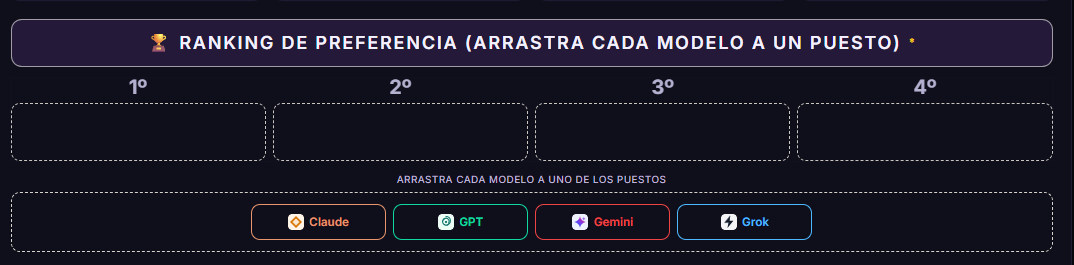 🏆 RANKING DE PREFERENCIA (ARRASTRA CADA MODELO A UN PUESTO) *
1º 2º 3º 4º
ARRASTRA CADA MODELO A UNO DE LOS PUESTOS
Claude GPT Gemini Grok